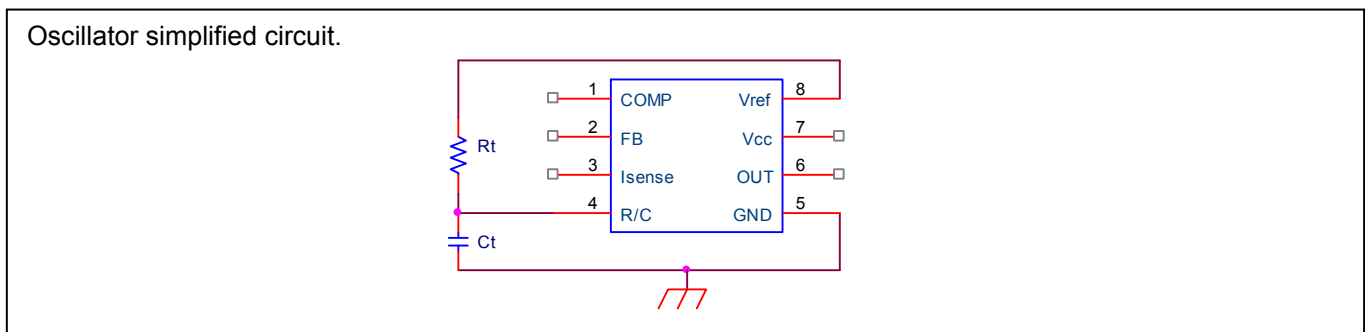 Oscillator simplified circuit.
1 COMP Vref 8
2 FB Vcc 7
Rt
3 Isense OUT 6
4 R/C GND 5
Ct